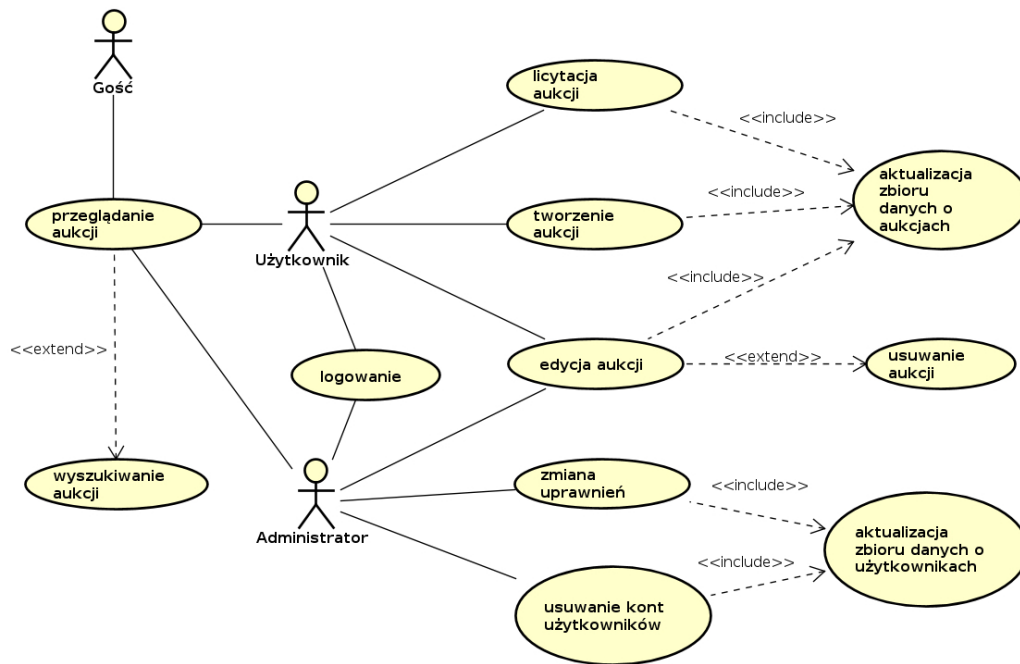 Gość
licytacja
aukcji
<<include>>
aktualizacja
zbioru
danych o
aukcjach
przeglądanie
aukcji
Użytkownik
tworzenie
aukcji
<<include>>
<<include>>
<<extend>>
logowanie
edycja aukcji
<<extend>>
usuwanie
aukcji
wyszukiwanie
aukcji
Administrator
zmiana
uprawnień
<<include>>
aktualizacja
zbioru danych o
użytkownikach
<<include>>
usuwanie kont
użytkowników